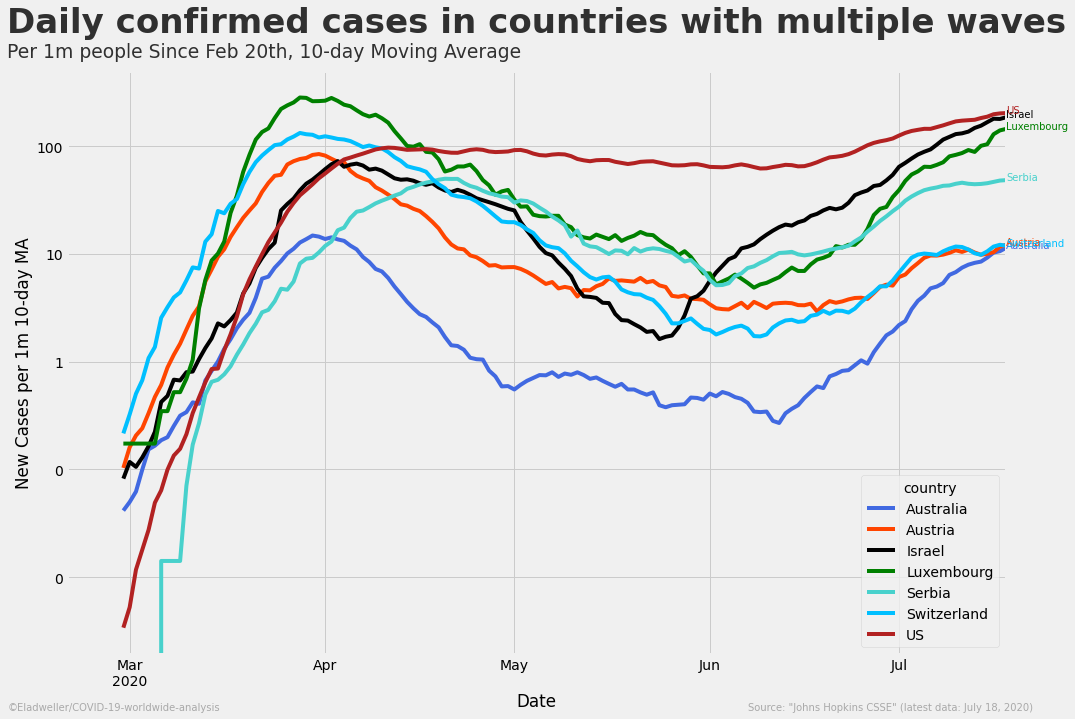 Daily confirmed cases in countries with multiple waves
Per 1m people Since Feb 20th, 10-day Moving Average
New Cases per 1m 10-day MA
100
10
1
0
0
US
Israel
Luxembourg
Serbia
Austria
Switzerland
Australia
country
Australia
Austria
Israel
Luxembourg
Serbia
Switzerland
US
Mar
2020
Apr
May
Jun
Jul
Date
©Eladweller/COVID-19-worldwide-analysis
Source: "Johns Hopkins CSSE" (latest data: July 18, 2020)